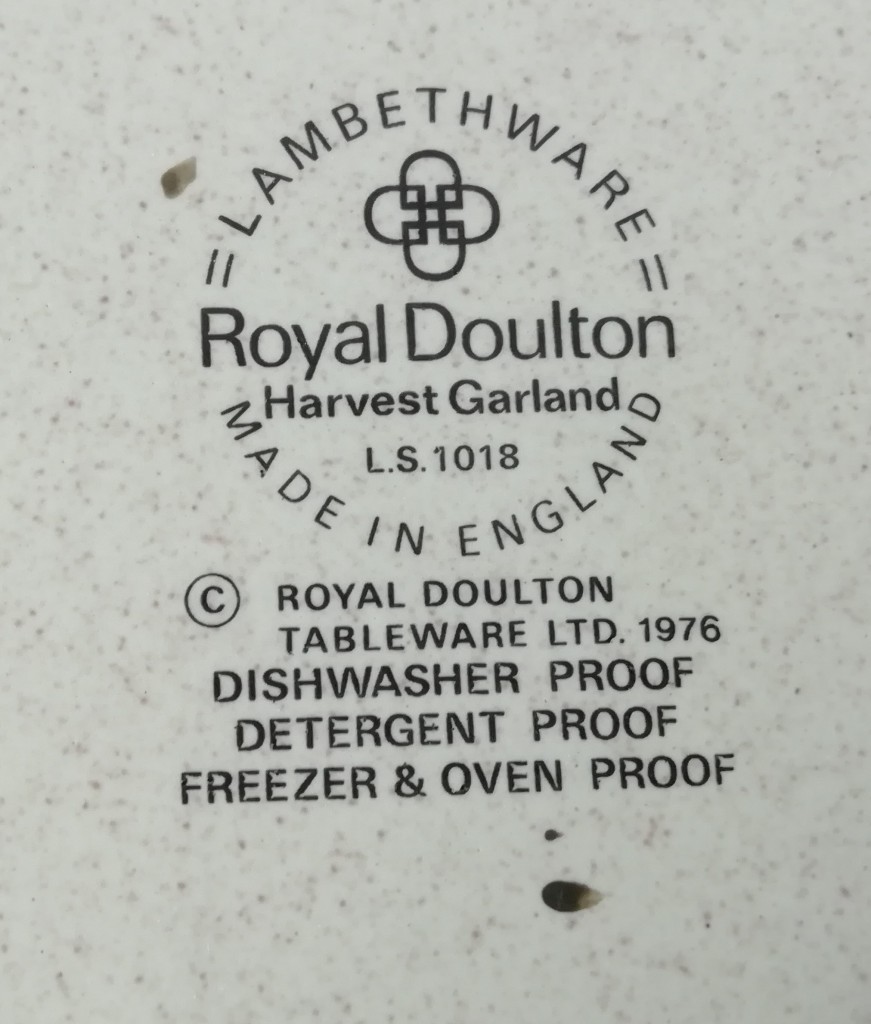 = LAMBETHWARE =
Royal Doulton
Harvest Garland
L.S. 1018
MADE IN ENGLAND
© ROYAL DOULTON
TABLEWARE LTD. 1976
DISHWASHER PROOF
DETERGENT PROOF
FREEZER & OVEN PROOF